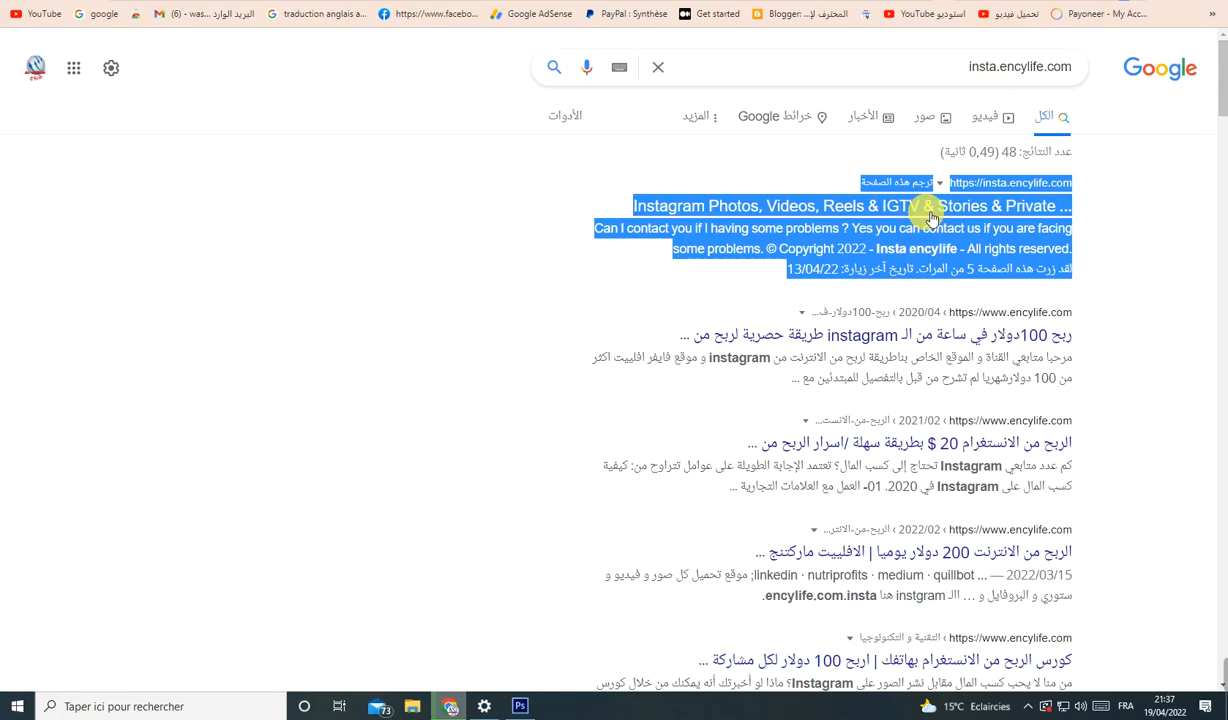 YouTube
google
(6) - was... البريد الوارد
traduction anglais a...
https://www.facebo...
Google AdSense
PayPal : Synthèse
Get started
Blogger: المحترف لإ...
YouTube استوديو
تحميل فيديو
Payoneer - My Acc...
»
insta.encylife.com
Google
الكل
فيديو
صور
الأخبار
خرائط Google
المزيد
الأدوات
عدد النتائج: 48 (0,49 ثانية)
https://insta.encylife.com ترجم هذه الصفحة
Instagram Photos, Videos, Reels & IGTV & Stories & Private ...
Can I contact you if I having some problems ? Yes you can contact us if you are facing
some problems. © Copyright 2022 - Insta encylife - All rights reserved.
لقد زرت هذه الصفحة 5 من المرات. تاريخ آخر زيارة: 13/04/22
https://www.encylife.com › 2020/04 › ربح-100دولار-ف...
ربح 100دولار في ساعة من الـ instagram طريقة حصرية لربح من ...
مرحبا متابعي القناة و الموقع الخاص بناطريقة لربح من الانترنت من instagram و موقع فايفر افلييت اكثر
من 100 دولارشهريا لم تشرح من قبل بالتفصيل للمبتدئين مع ...
https://www.encylife.com › 2021/02 › الربح-من-الانست...
الربح من الانستغرام 20 $ بطريقة سهلة /اسرار الربح من ...
كم عدد متابعي Instagram تحتاج إلى كسب المال؟ تعتمد الإجابة الطويلة على عوامل تتراوح من: كيفية
كسب المال على Instagram في 2020. 01- العمل مع العلامات التجارية ...
https://www.encylife.com › 2022/02 › الربح-من-الانتر...
الربح من الانترنت 200 دولار يوميا | الافلييت ماركتنج ...
2022/03/15 — ... linkedin · nutriprofits · medium · quillbot; موقع تحميل كل صور و فيديو و
ستوري و البروفايل و ... االـ instgram هنا encylife.com.insta.
https://www.encylife.com › التقنية و التكنولوجيا
كورس الربح من الانستغرام بهاتفك | اربح 100 دولار لكل مشاركة ...
من منا لا يحب كسب المال مقابل نشر الصور على Instagram؟ ماذا لو أخبرتك أنه يمكنك من خلال كورس
Taper ici pour rechercher
73
Ps
15°C Eclaircies
FRA
21:37
19/04/2022